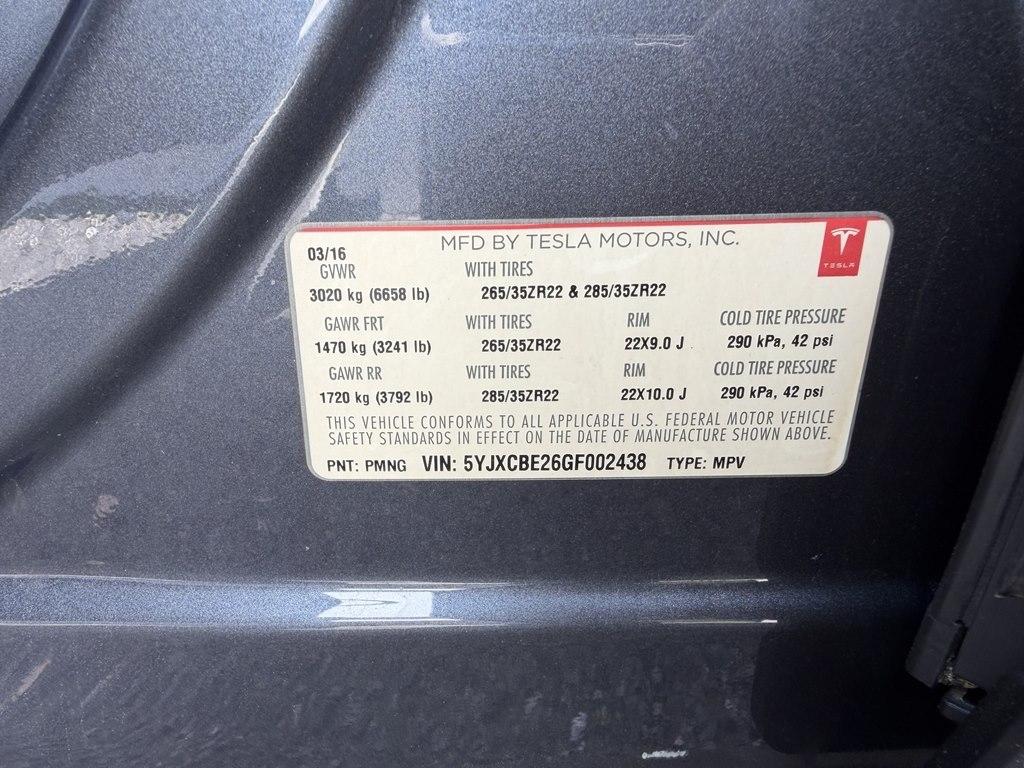 MFD BY TESLA MOTORS, INC.
TESLA
03/16
GVWR WITH TIRES
3020 kg (6658 lb) 265/35ZR22 & 285/35ZR22
GAWR FRT WITH TIRES RIM COLD TIRE PRESSURE
1470 kg (3241 lb) 265/35ZR22 22X9.0 J 290 kPa, 42 psi
GAWR RR WITH TIRES RIM COLD TIRE PRESSURE
1720 kg (3792 lb) 285/35ZR22 22X10.0 J 290 kPa, 42 psi
THIS VEHICLE CONFORMS TO ALL APPLICABLE U.S. FEDERAL MOTOR VEHICLE
SAFETY STANDARDS IN EFFECT ON THE DATE OF MANUFACTURE SHOWN ABOVE.
PNT: PMNG VIN: 5YJXCBE26GF002438 TYPE: MPV